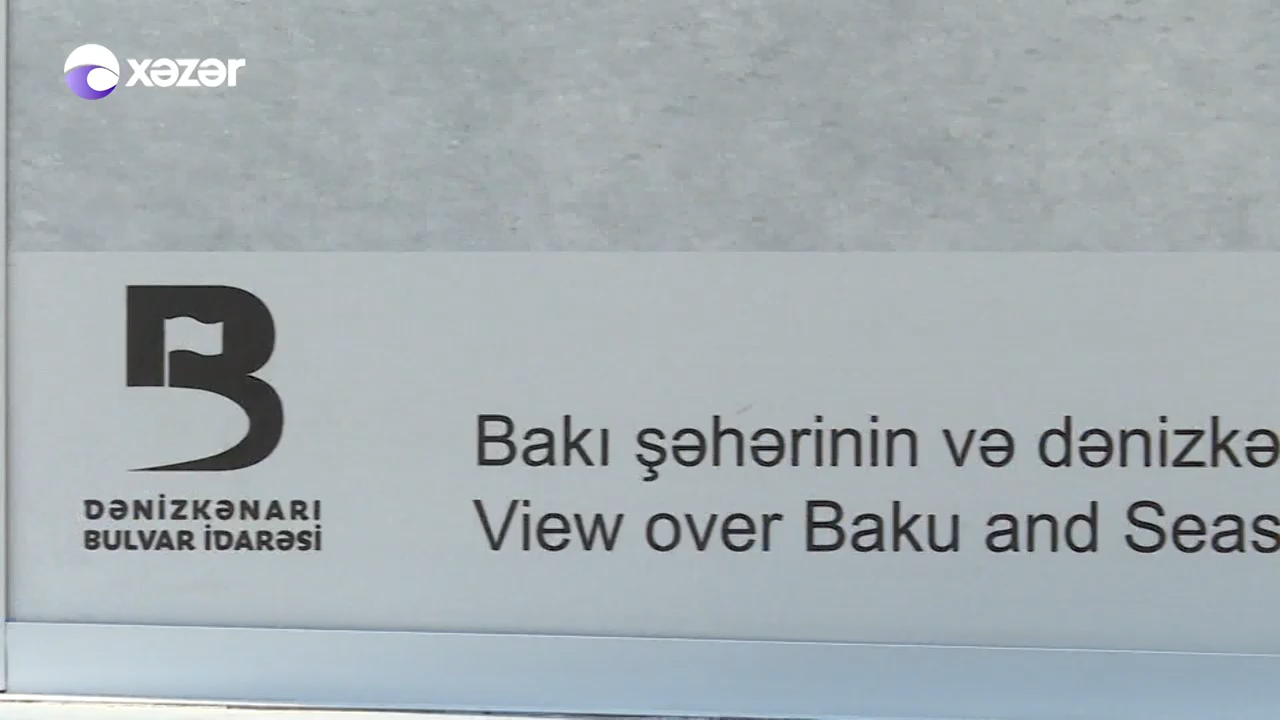 xəzər
DƏNİZKƏNARI
BULVAR İDARƏSİ
Bakı şəhərinin və dənizkə
View over Baku and Seas